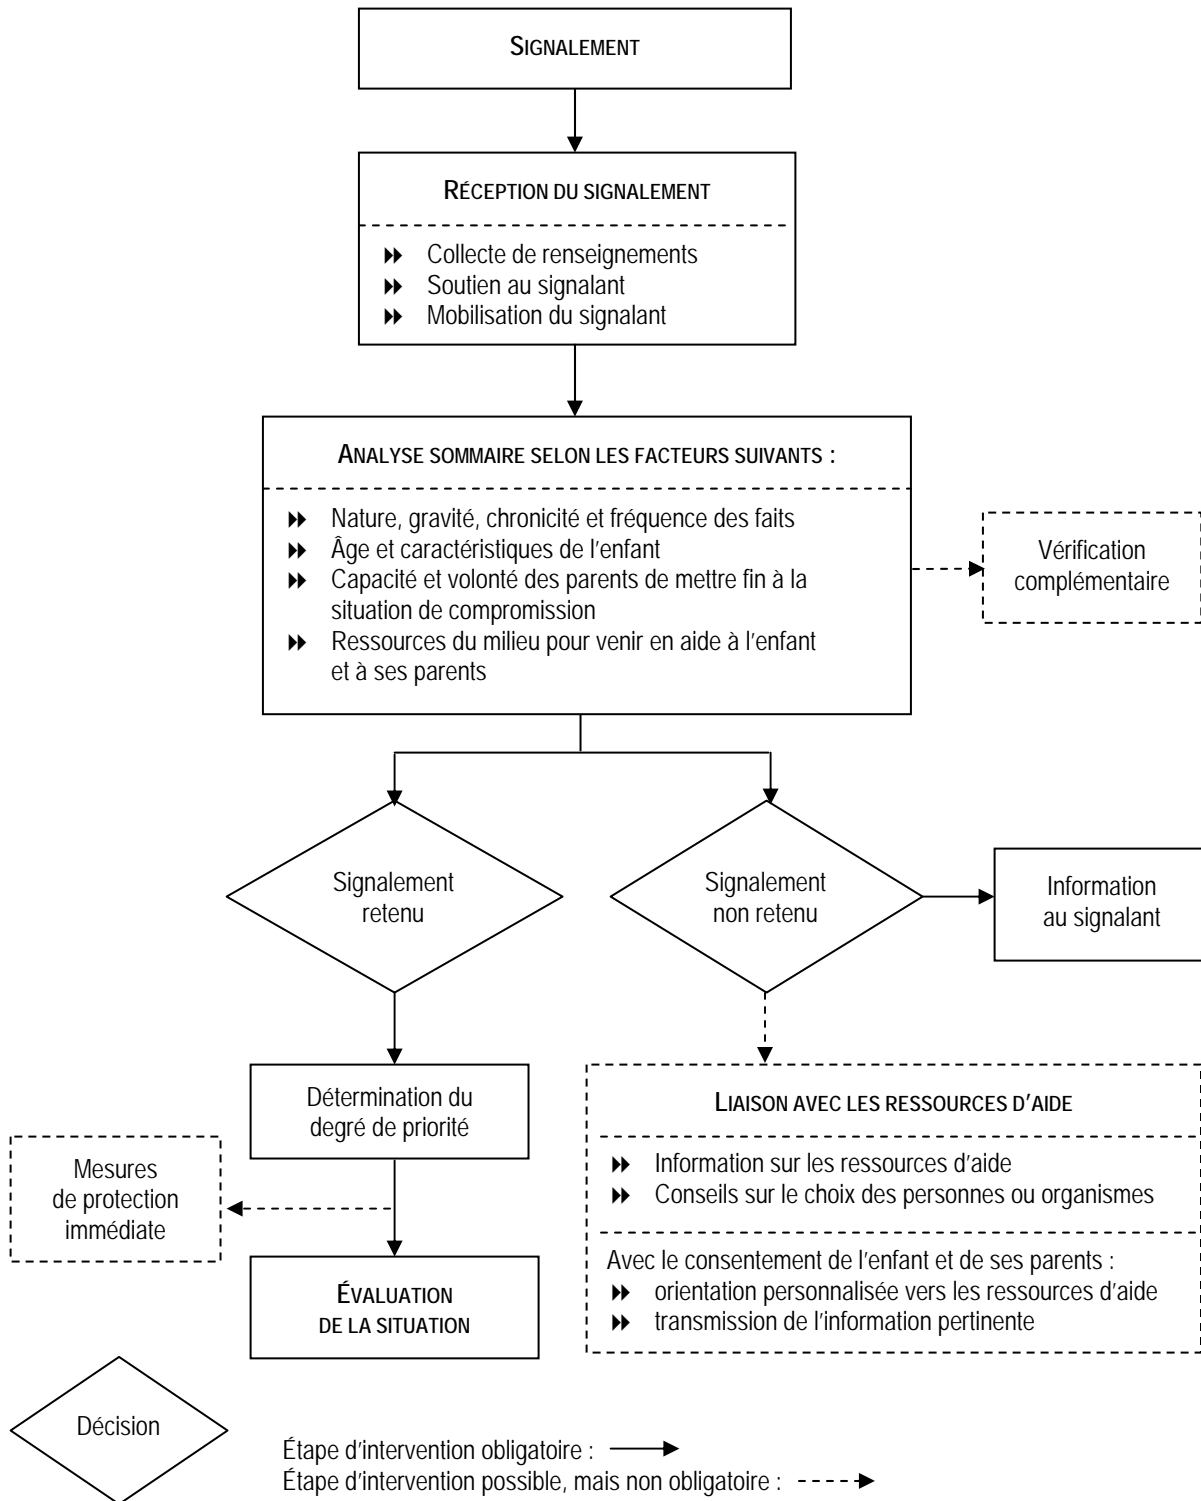 SIGNALEMENT
RÉCEPTION DU SIGNALEMENT
Collecte de renseignements
Soutien au signalant
Mobilisation du signalant
ANALYSE SOMMAIRE SELON LES FACTEURS SUIVANTS :
Nature, gravité, chronicité et fréquence des faits
Âge et caractéristiques de l'enfant
Capacité et volonté des parents de mettre fin à la
situation de compromission
Ressources du milieu pour venir en aide à l'enfant
et à ses parents
Vérification
complémentaire
Signalement
retenu
Signalement
non retenu
Information
au signalant
Détermination du
degré de priorité
Mesures
de protection
immédiate
ÉVALUATION
DE LA SITUATION
LIAISON AVEC LES RESSOURCES D'AIDE
Information sur les ressources d'aide
Conseils sur le choix des personnes ou organismes
Avec le consentement de l'enfant et de ses parents :
orientation personnalisée vers les ressources d'aide
transmission de l'information pertinente
Décision
Étape d'intervention obligatoire :
Étape d'intervention possible, mais non obligatoire :